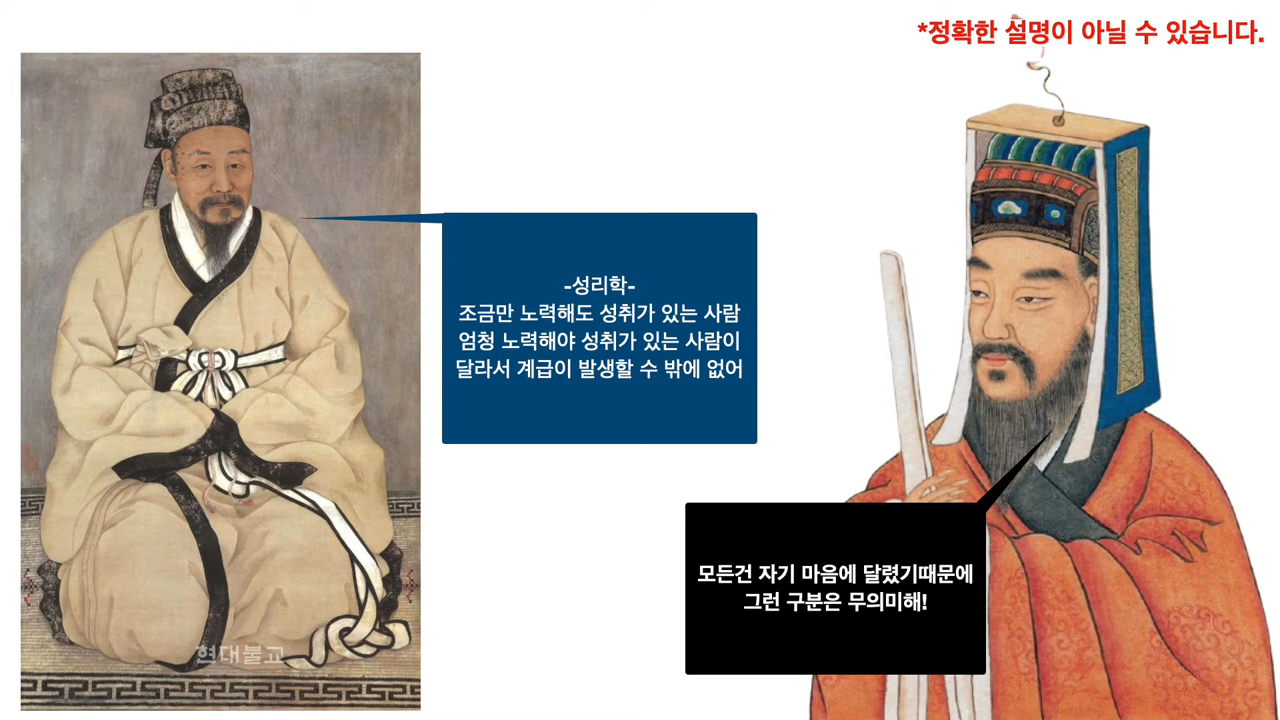 *정확한 설명이 아닐 수 있습니다.
-성리학-
조금만 노력해도 성취가 있는 사람
엄청 노력해야 성취가 있는 사람이
달라서 계급이 발생할 수 밖에 없어
모든건 자기 마음에 달렸기때문에
그런 구분은 무의미해!
현대불교